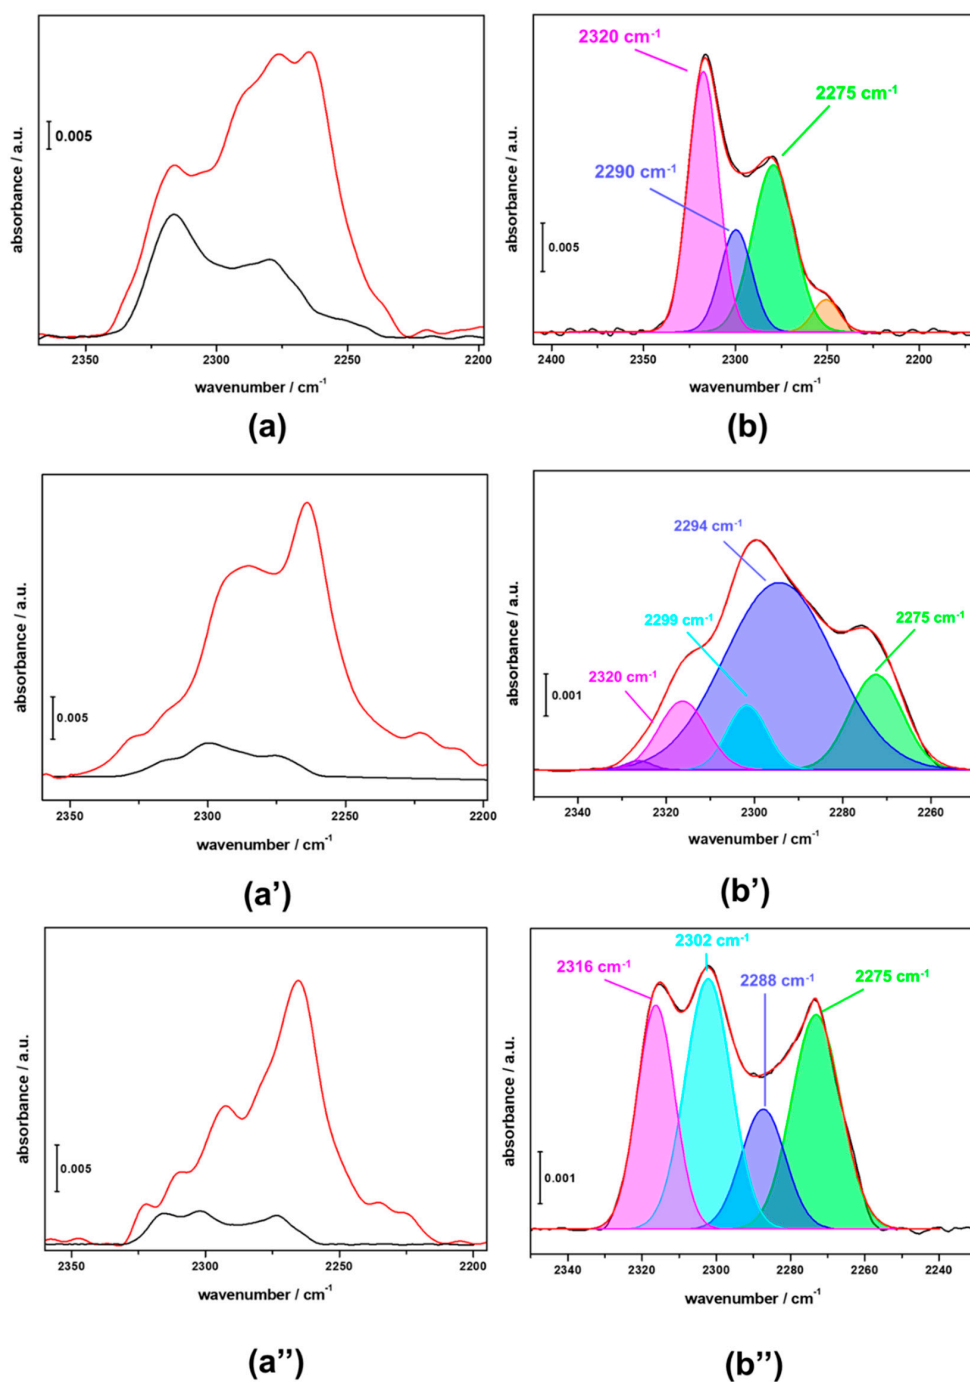 absorbance / a.u.
0.005
2350
2300
2250
2200
wavenumber / cm⁻¹
(a)
2320 cm⁻¹
2275 cm⁻¹
2290 cm⁻¹
absorbance / a.u.
0.005
2400
2350
2300
2250
2200
wavenumber / cm⁻¹
(b)
absorbance / a.u.
0.005
2350
2300
2250
2200
wavenumber / cm⁻¹
(a’)
2294 cm⁻¹
2299 cm⁻¹
2275 cm⁻¹
2320 cm⁻¹
absorbance / a.u.
0.001
2340
2320
2300
2280
2260
wavenumber / cm⁻¹
(b’)
absorbance / a.u.
0.005
2350
2300
2250
2200
wavenumber / cm⁻¹
(a’’)
2302 cm⁻¹
2316 cm⁻¹
2288 cm⁻¹
2275 cm⁻¹
absorbance / a.u.
0.001
2340
2320
2300
2280
2260
2240
wavenumber / cm⁻¹
(b’’)